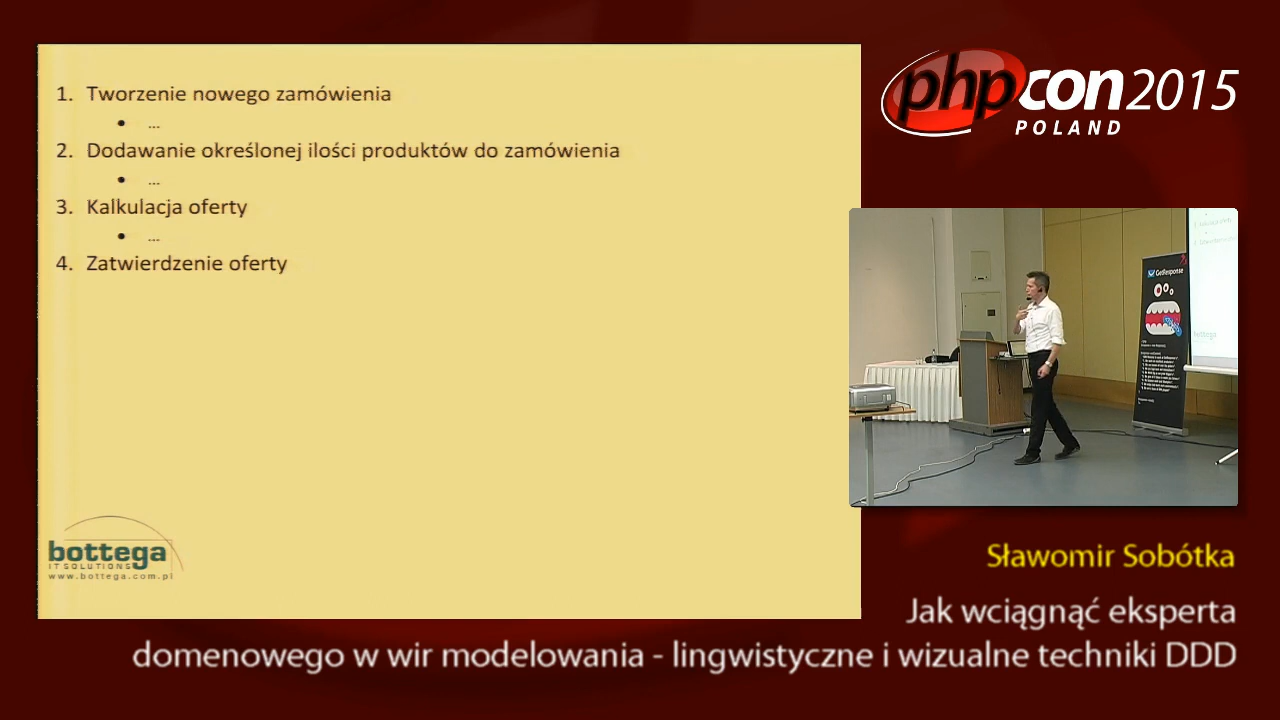 1. Tworzenie nowego zamówienia
• ...
2. Dodawanie określonej ilości produktów do zamówienia
• ...
3. Kalkulacja oferty
• ...
4. Zatwierdzenie oferty
bottega
IT SOLUTIONS
www.bottega.com.pl
phpcon2015
POLAND
GetResponse
Sławomir Sobótka
Jak wciągnąć eksperta
domenowego w wir modelowania - lingwistyczne i wizualne techniki DDD